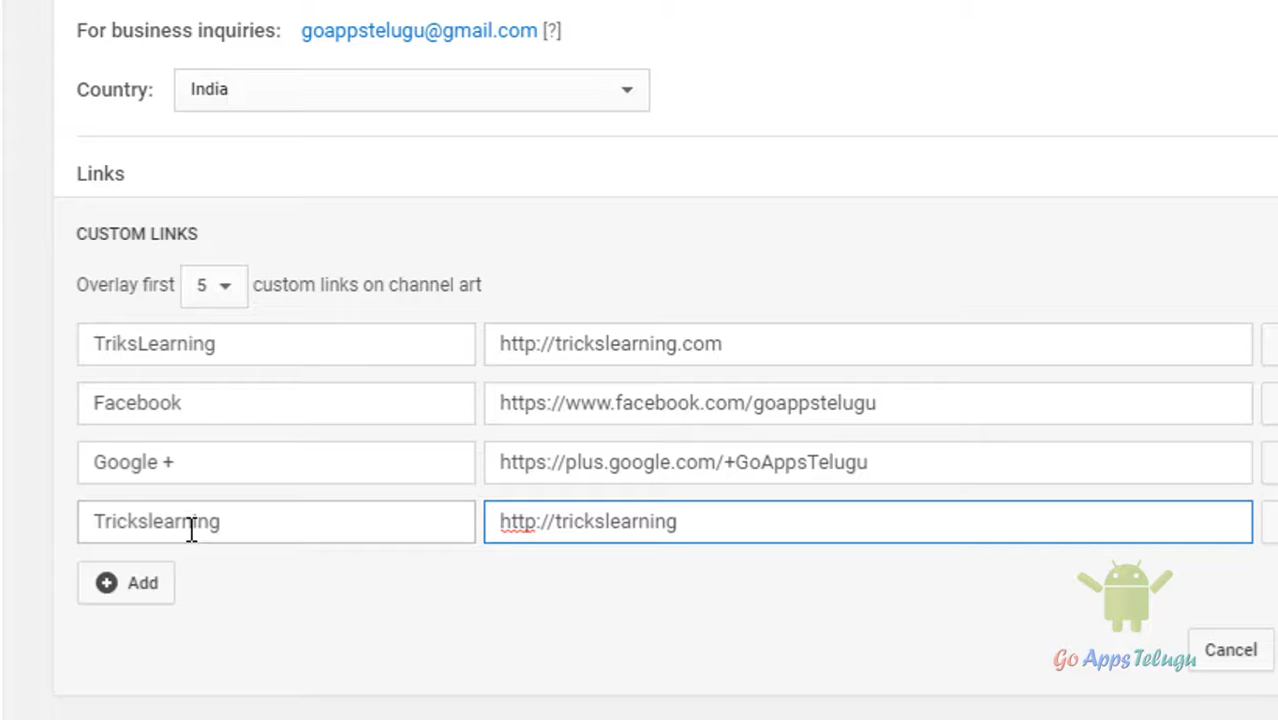 For business inquiries: goappstelugu@gmail.com [?]
Country: India
Links
CUSTOM LINKS
Overlay first 5 custom links on channel art
TriksLearning http://trickslearning.com
Facebook https://www.facebook.com/goappstelugu
Google + https://plus.google.com/+GoAppsTelugu
Trickslearning http://trickslearning
Add
Cancel
Go Apps Telugu